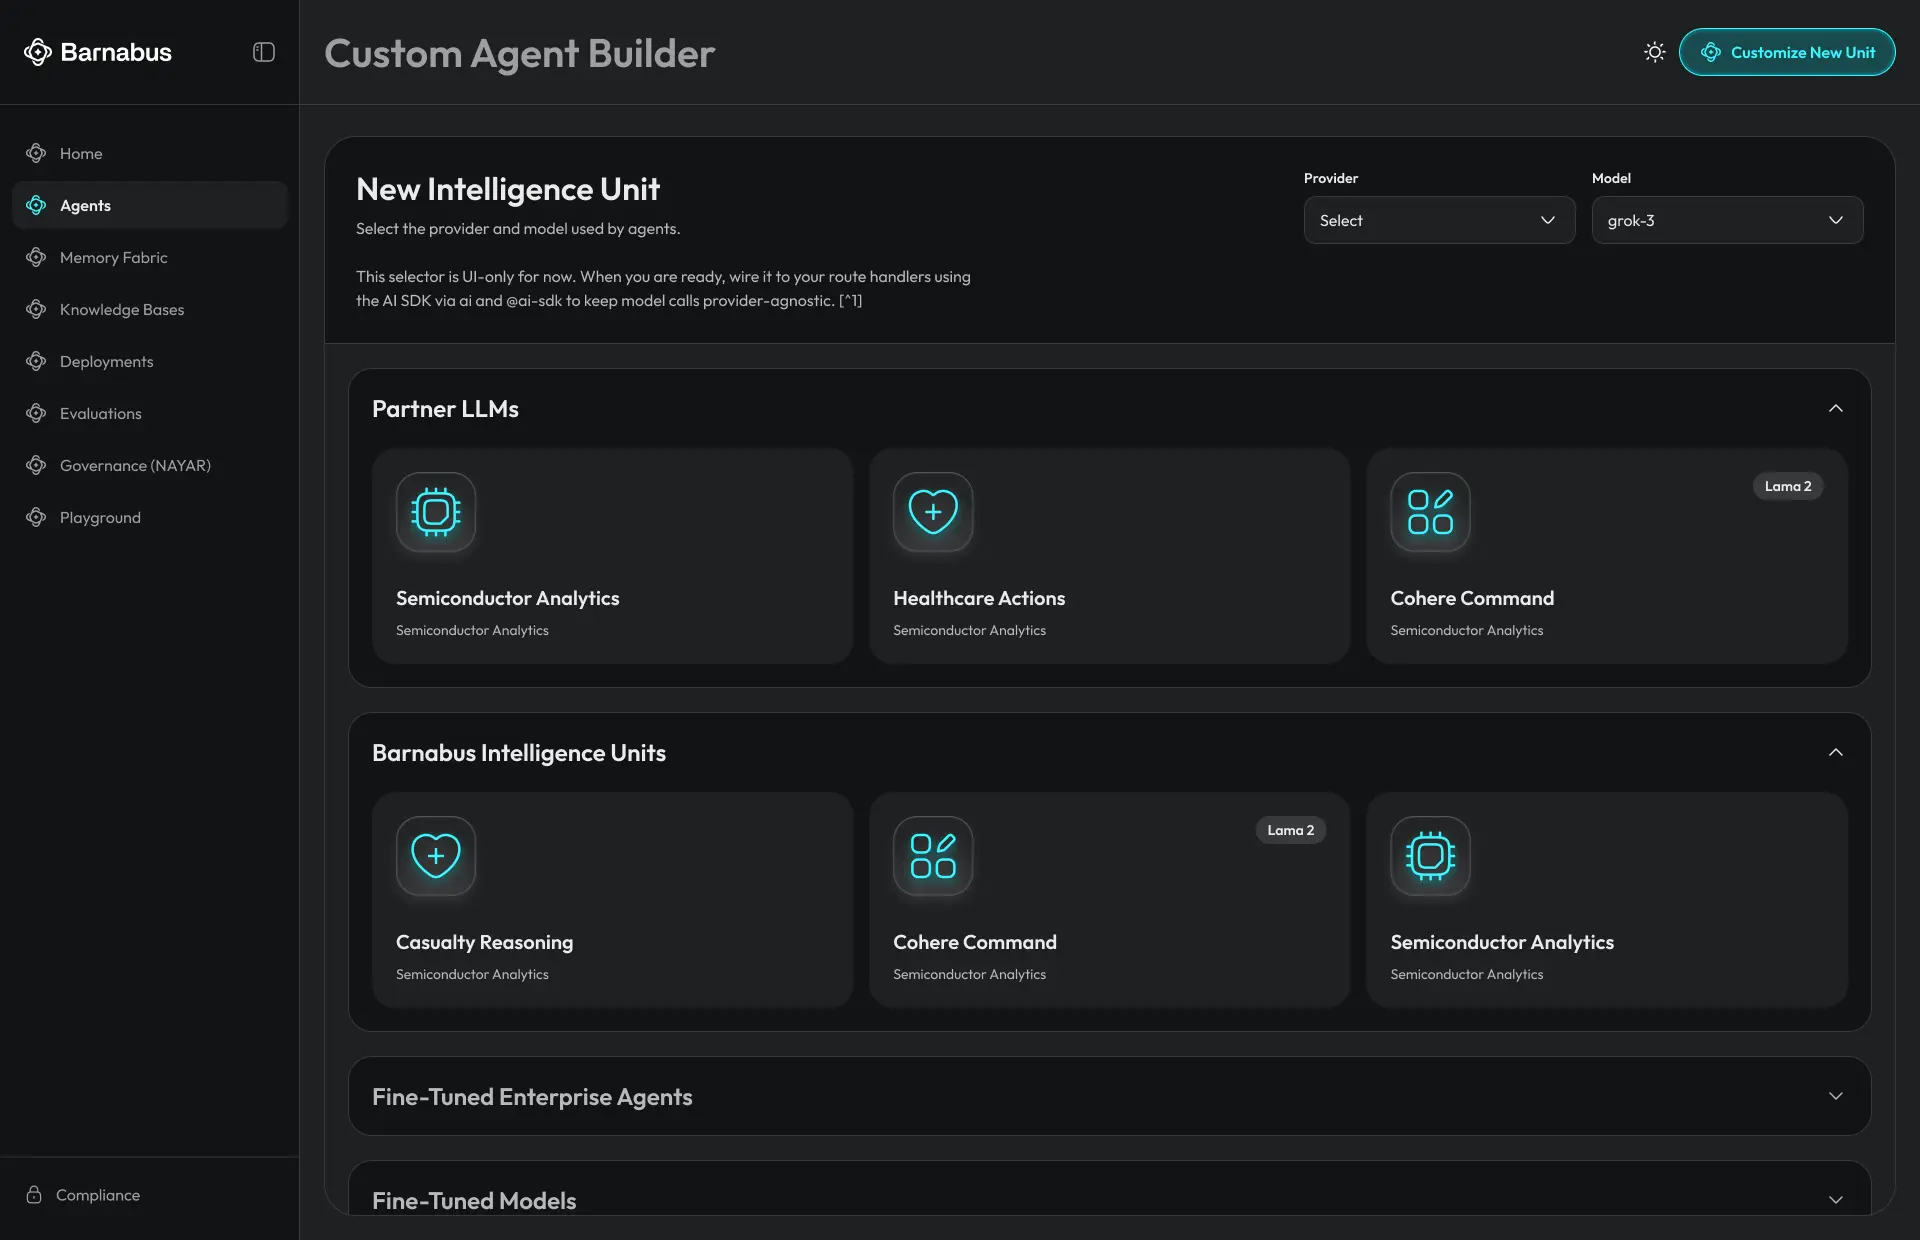 Barnabus
Custom Agent Builder
Customize New Unit
Home
Agents
Memory Fabric
Knowledge Bases
Deployments
Evaluations
Governance (NAYAR)
Playground
Compliance
New Intelligence Unit
Select the provider and model used by agents.
This selector is UI-only for now. When you are ready, wire it to your route handlers using
the AI SDK via ai and @ai-sdk to keep model calls provider-agnostic. [^1]
Provider
Select
Model
grok-3
Partner LLMs
Semiconductor Analytics
Semiconductor Analytics
Healthcare Actions
Semiconductor Analytics
Lama 2
Cohere Command
Semiconductor Analytics
Barnabus Intelligence Units
Casualty Reasoning
Semiconductor Analytics
Lama 2
Cohere Command
Semiconductor Analytics
Semiconductor Analytics
Semiconductor Analytics
Fine-Tuned Enterprise Agents
Fine-Tuned Models